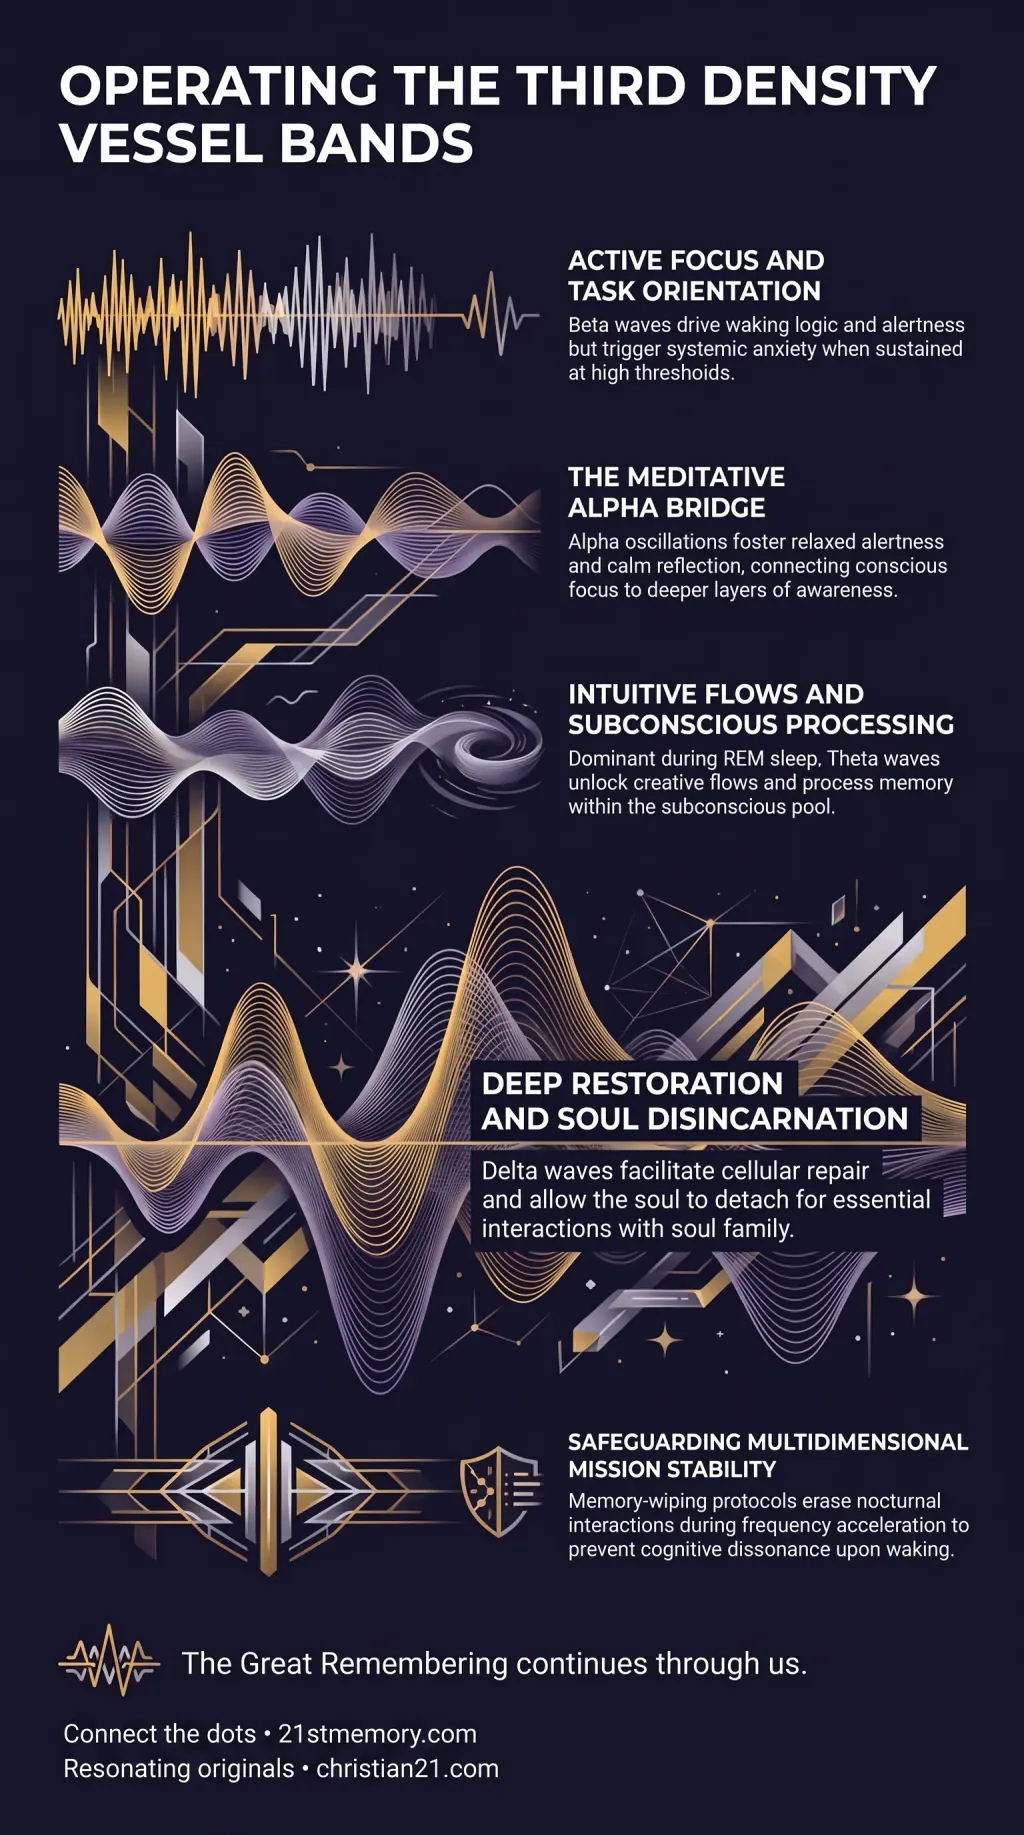 OPERATING THE THIRD DENSITY
VESSEL BANDS
ACTIVE FOCUS AND
TASK ORIENTATION
Beta waves drive waking logic and alertness
but trigger systemic anxiety when sustained
at high threshoids.
THE MEDITATIVE
ALPHA BRIDGE
Alpha oscillations foster relaxed alertness
and calm reflection, connecting conscious
focus to deeper layers of awareness.
INTUITIVE FLOWS AND
SUBCONSCIOUS PROCESSING
Dominant during REM sleep. Theta waves
unlock creative flows and process memory
within the subconscious pool.
DEEP RESTORATION
AND SOUL DISINCARNATION
Delta waves facilitate cellular repair
and allow the soul to detach for essential
interactions with soul family.
SAFEGUARDING MULTIDIMENSIONAL
MISSION STABILITY
Memory-wiping protocols erase nocturnal
interactions during frequency acceleration to
prevent cognitive dissonance upon waking.
The Great Remembering continues through us.
Connect the dots • 21stmemory.com
Resonating originals • christian21.com